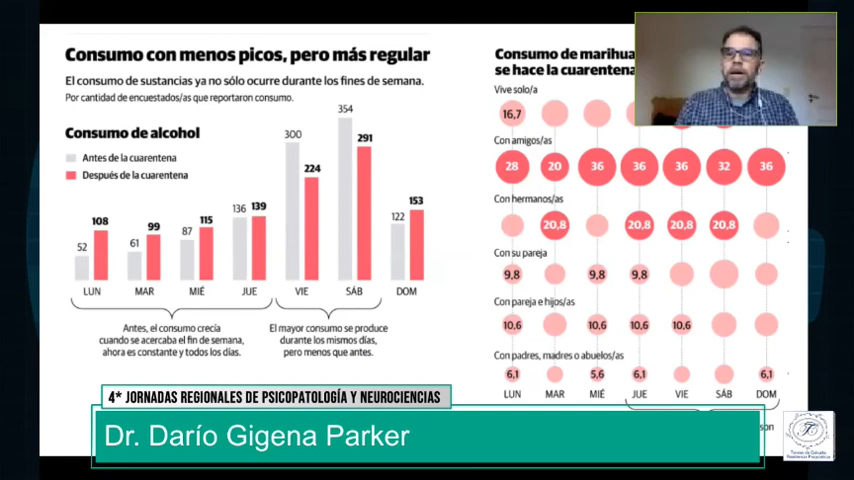 Consumo con menos picos, pero más regular
El consumo de sustancias ya no sólo ocurre durante los fines de semana.
Por cantidad de encuestados/as que reportaron consumo.
Consumo de alcohol
Antes de la cuarentena
Después de la cuarentena
52 108
61 99
87 115
136 139
300 224
354 291
122 153
LUN MAR MIÉ JUE VIE SÁB DOM
Antes, el consumo crecía
cuando se acercaba el fin de semana,
ahora es constante y todos los días.
El mayor consumo se produce
durante los mismos días,
pero menos que antes.
Consumo de
se hace la cuarentena
Vive solo/a
16,7
Con amigos/as
28 20 36 36 36 32 36
Con hermanos/as
20,8 20,8 20,8 20,8
Con su pareja
9,8 9,8 9,8
Con pareja e hijos/as
10,6 10,6 10,6 10,6
Con padres, madres o abuelos/as
6,1 5,6 6,1 6,1
LUN MAR MIÉ JUE VIE SÁB DOM
4* JORNADAS REGIONALES DE PSICOPATOLOGÍA Y NEUROCIENCIAS
Dr. Darío Gigena Parker